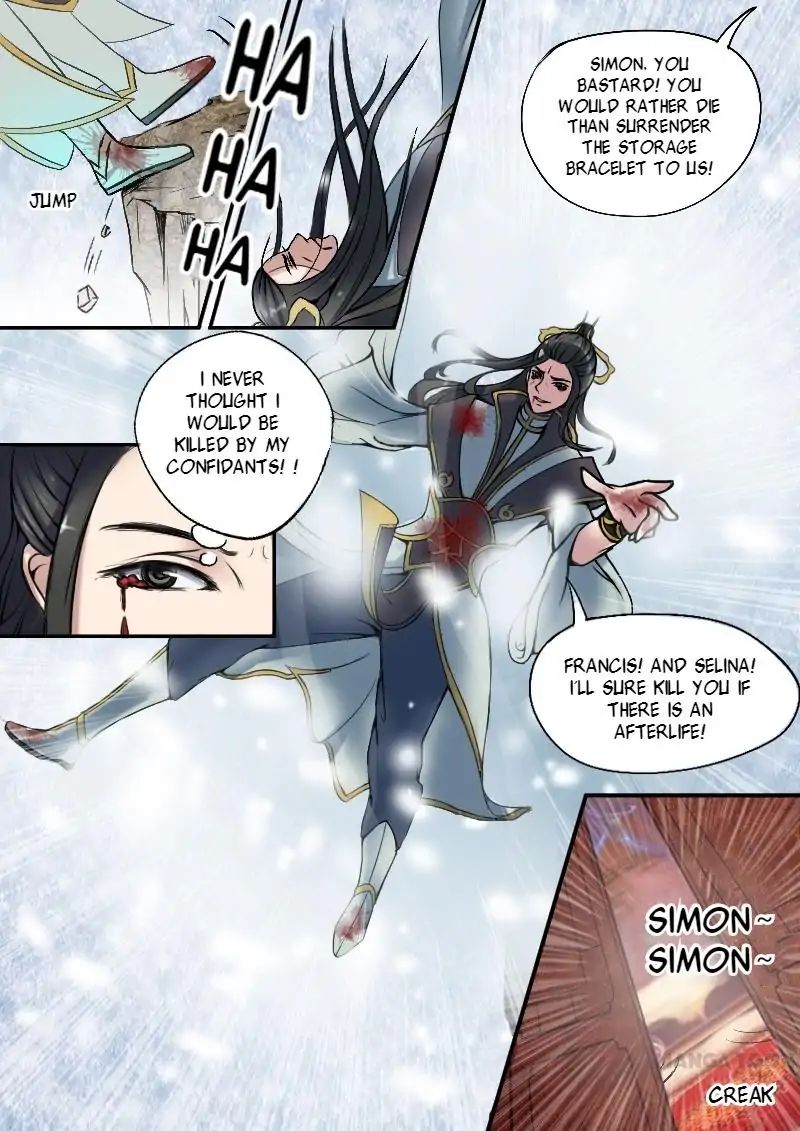 JUMP
HA
HA
HA
SIMON, YOU
BASTARD! YOU
WOULD RATHER DIE
THAN SURRENDER
THE STORAGE
BRACELET TO US!
I NEVER
THOUGHT I
WOULD BE
KILLED BY MY
CONFIDANTS! !
FRANCIS! AND SELINA!
I'LL SURE KILL YOU IF
THERE IS AN
AFTERLIFE!
SIMON~
SIMON~
CREAK